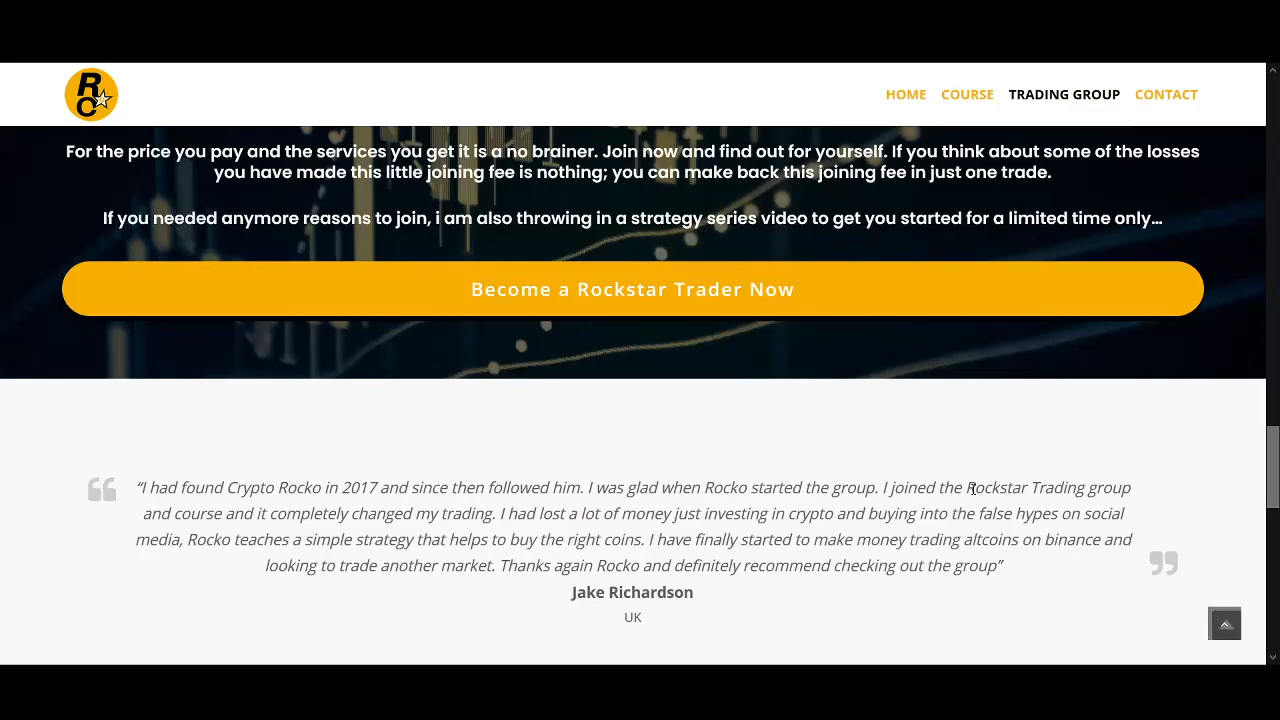 RC
HOME COURSE TRADING GROUP CONTACT
For the price you pay and the services you get it is a no brainer. Join now and find out for yourself. If you think about some of the losses
you have made this little joining fee is nothing; you can make back this joining fee in just one trade.
If you needed anymore reasons to join, i am also throwing in a strategy series video to get you started for a limited time only...
Become a Rockstar Trader Now
“I had found Crypto Rocko in 2017 and since then followed him. I was glad when Rocko started the group. I joined the Rockstar Trading group
and course and it completely changed my trading. I had lost a lot of money just investing in crypto and buying into the false hypes on social
media, Rocko teaches a simple strategy that helps to buy the right coins. I have finally started to make money trading altcoins on binance and
looking to trade another market. Thanks again Rocko and definitely recommend checking out the group”
Jake Richardson
UK